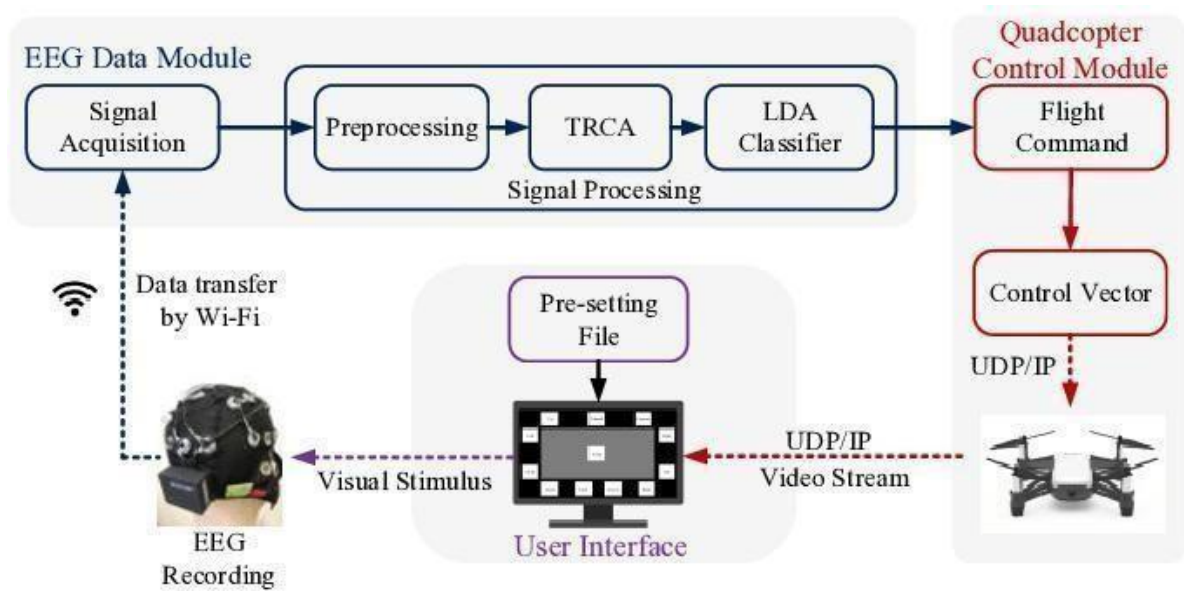 EEG Data Module
Signal
Acquisition
Preprocessing
TRCA
LDA
Classifier
Signal Processing
Quadcopter
Control Module
Flight
Command
Control Vector
UDP/IP
Data transfer
by Wi-Fi
Pre-setting
File
UDP/IP
Video Stream
Visual Stimulus
User Interface
EEG
Recording